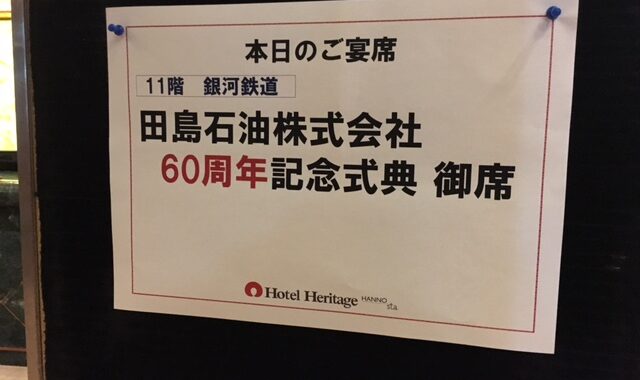 本日のご宴席
11階 銀河鉄道
田島石油株式会社
60周年記念式典 御席
Hotel Heritage HANNO
sta